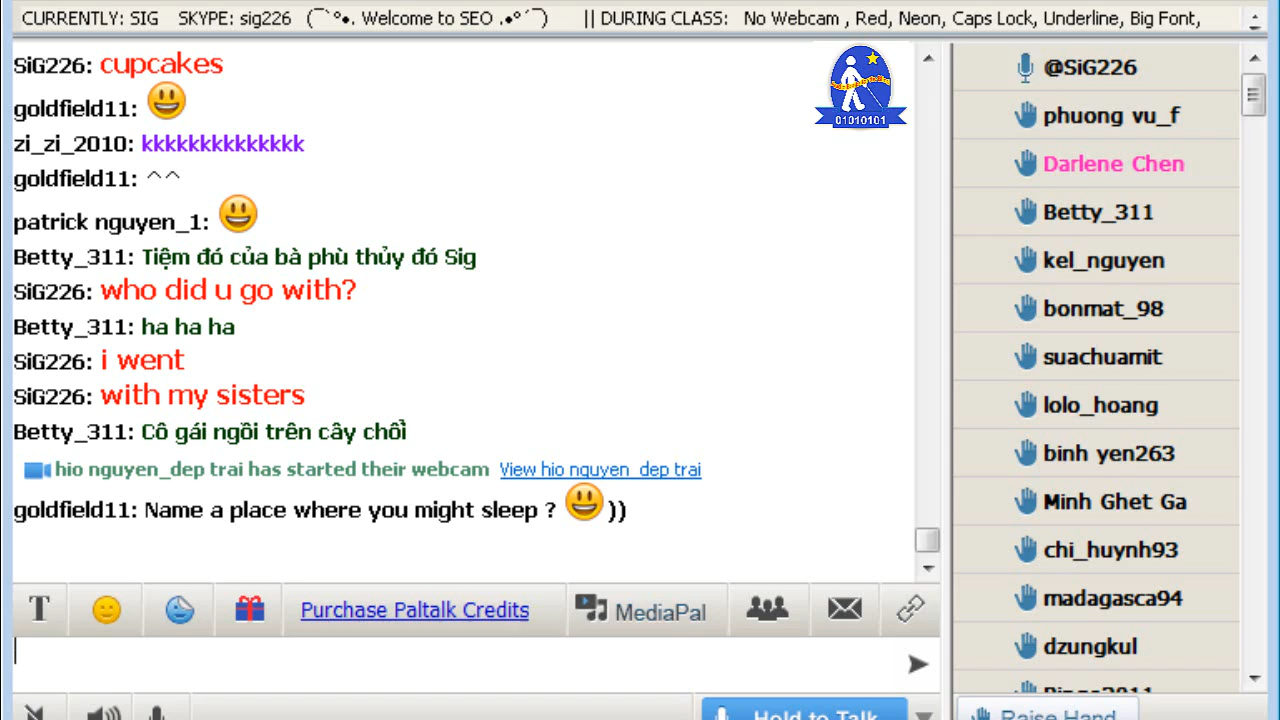 CURRENTLY: SIG SKYPE: sig226 (¯`°●. Welcome to SEO .●°´¯) || DURING CLASS: No Webcam , Red, Neon, Caps Lock, Underline, Big Font,
SiG226: cupcakes
goldfield11: 😃
zi_zi_2010: kkkkkkkkkkkkkk
goldfield11: ^^
patrick nguyen_1: 😃
Betty_311: Tiệm đó của bà phù thủy đó Sig
SiG226: who did u go with?
Betty_311: ha ha ha
SiG226: i went
SiG226: with my sisters
Betty_311: Cô gái ngồi trên cây chổi
hio nguyen_dep trai has started their webcam View hio nguyen_dep trai
goldfield11: Name a place where you might sleep ? 😃 ))
01010101
Purchase Paltalk Credits
MediaPal
Hold to Talk
@SiG226
phuong vu_f
Darlene Chen
Betty_311
kel_nguyen
bonmat_98
suachuamit
lolo_hoang
binh yen263
Minh Ghet Ga
chi_huynh93
madagasca94
dzungkul
Raise Hand